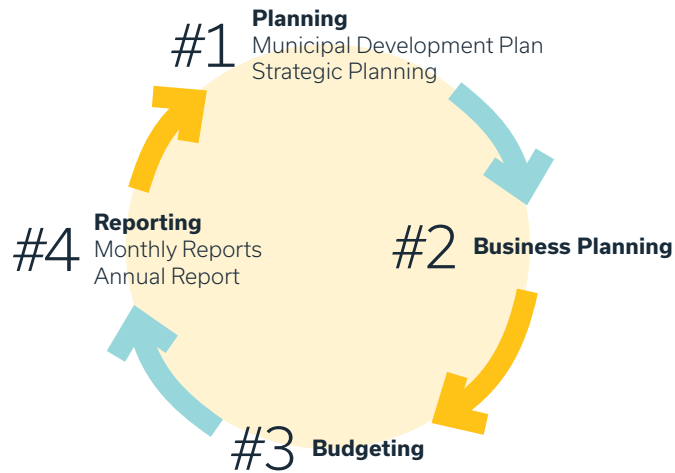 #1
Planning
Municipal Development Plan
Strategic Planning
#2
Business Planning
#3
Budgeting
#4
Reporting
Monthly Reports
Annual Report